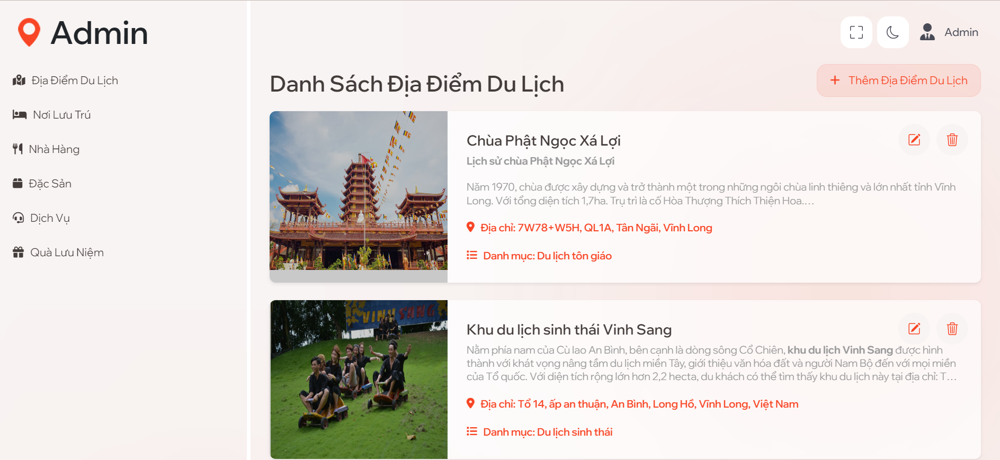 Admin
Địa Điểm Du Lịch
Nơi Lưu Trú
Nhà Hàng
Đặc Sản
Dịch Vụ
Quà Lưu Niệm
Admin
Danh Sách Địa Điểm Du Lịch
+ Thêm Địa Điểm Du Lịch
Chùa Phật Ngọc Xá Lợi
Lịch sử chùa Phật Ngọc Xá Lợi
Năm 1970, chùa được xây dựng và trở thành một trong những ngôi chùa linh thiêng và lớn nhất tỉnh Vĩnh
Long. Với tổng diện tích 1,7ha. Trụ trì là cố Hòa Thượng Thích Thiện Hoa....
Địa chỉ: 7W78+W5H, QL1A, Tân Ngãi, Vĩnh Long
Danh mục: Du lịch tôn giáo
VINH SANG
Khu du lịch sinh thái Vinh Sang
Nằm phía nam của Cù lao An Bình, bên cạnh là dòng sông Cổ Chiên, khu du lịch Vinh Sang được hình
thành với khát vọng nâng tầm du lịch miền Tây, giới thiệu văn hóa đất và người Nam Bộ đến với mọi miền
của Tổ quốc. Với diện tích rộng lớn hơn 2,2 hecta, du khách có thể tìm thấy khu du lịch này tại địa chỉ: T...
Địa chỉ: Tổ 14, ấp an thuận, An Bình, Long Hồ, Vĩnh Long, Việt Nam
Danh mục: Du lịch sinh thái